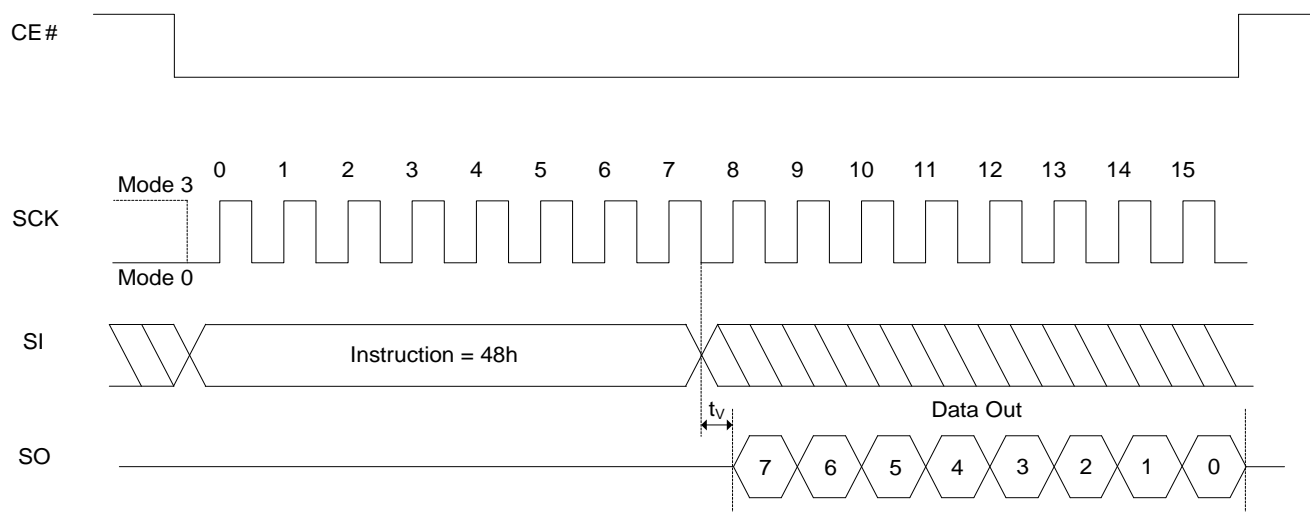 CE#
0 1 2 3 4 5 6 7 8 9 10 11 12 13 14 15
Mode 3
SCK
Mode 0
SI
Instruction = 48h
tV
Data Out
SO
7 6 5 4 3 2 1 0